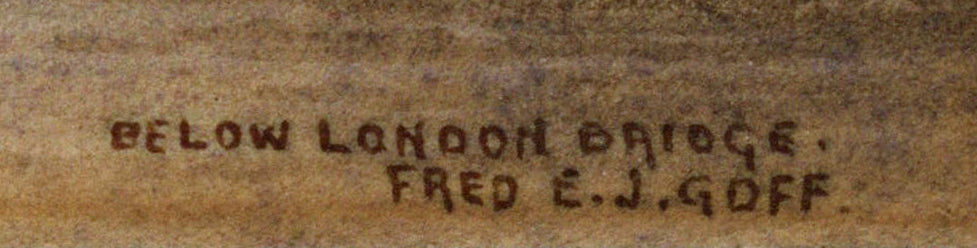 BELOW LONDON BRIDGE.
FRED E.J.GOFF.